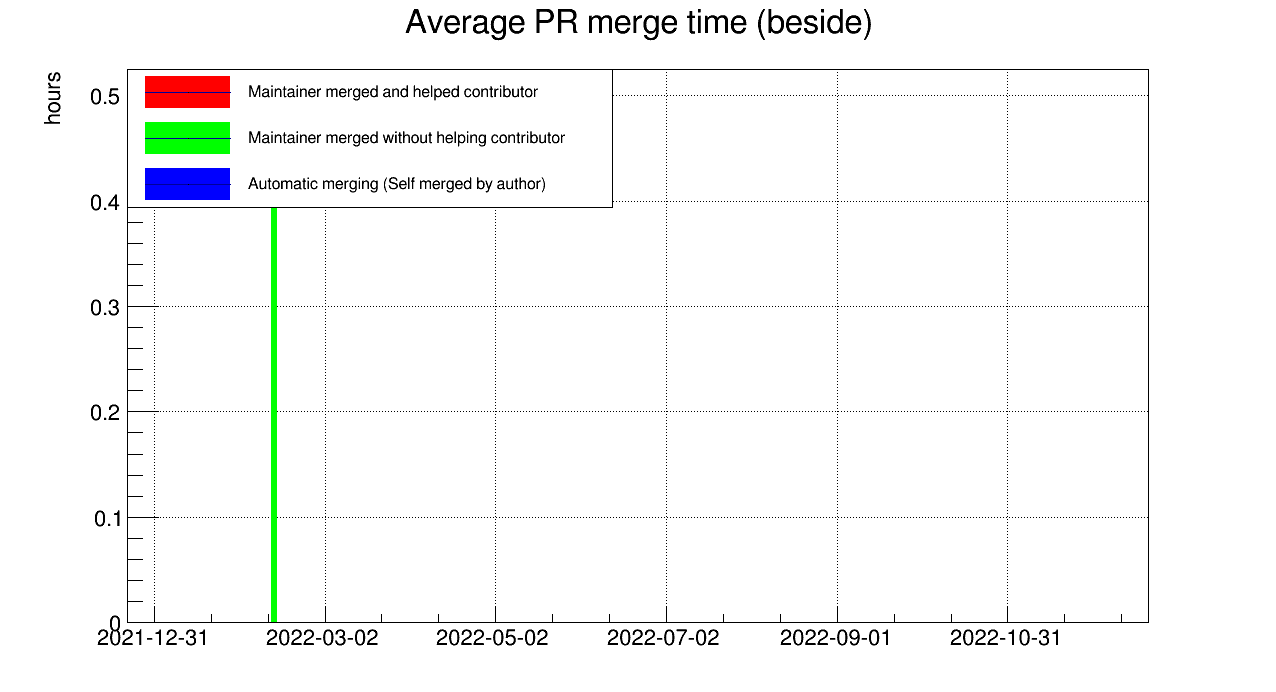 Average PR merge time (beside)
hours
Maintainer merged and helped contributor
Maintainer merged without helping contributor
Automatic merging (Self merged by author)
0.5
0.4
0.3
0.2
0.1
0
2021-12-31 2022-03-02 2022-05-02 2022-07-02 2022-09-01 2022-10-31